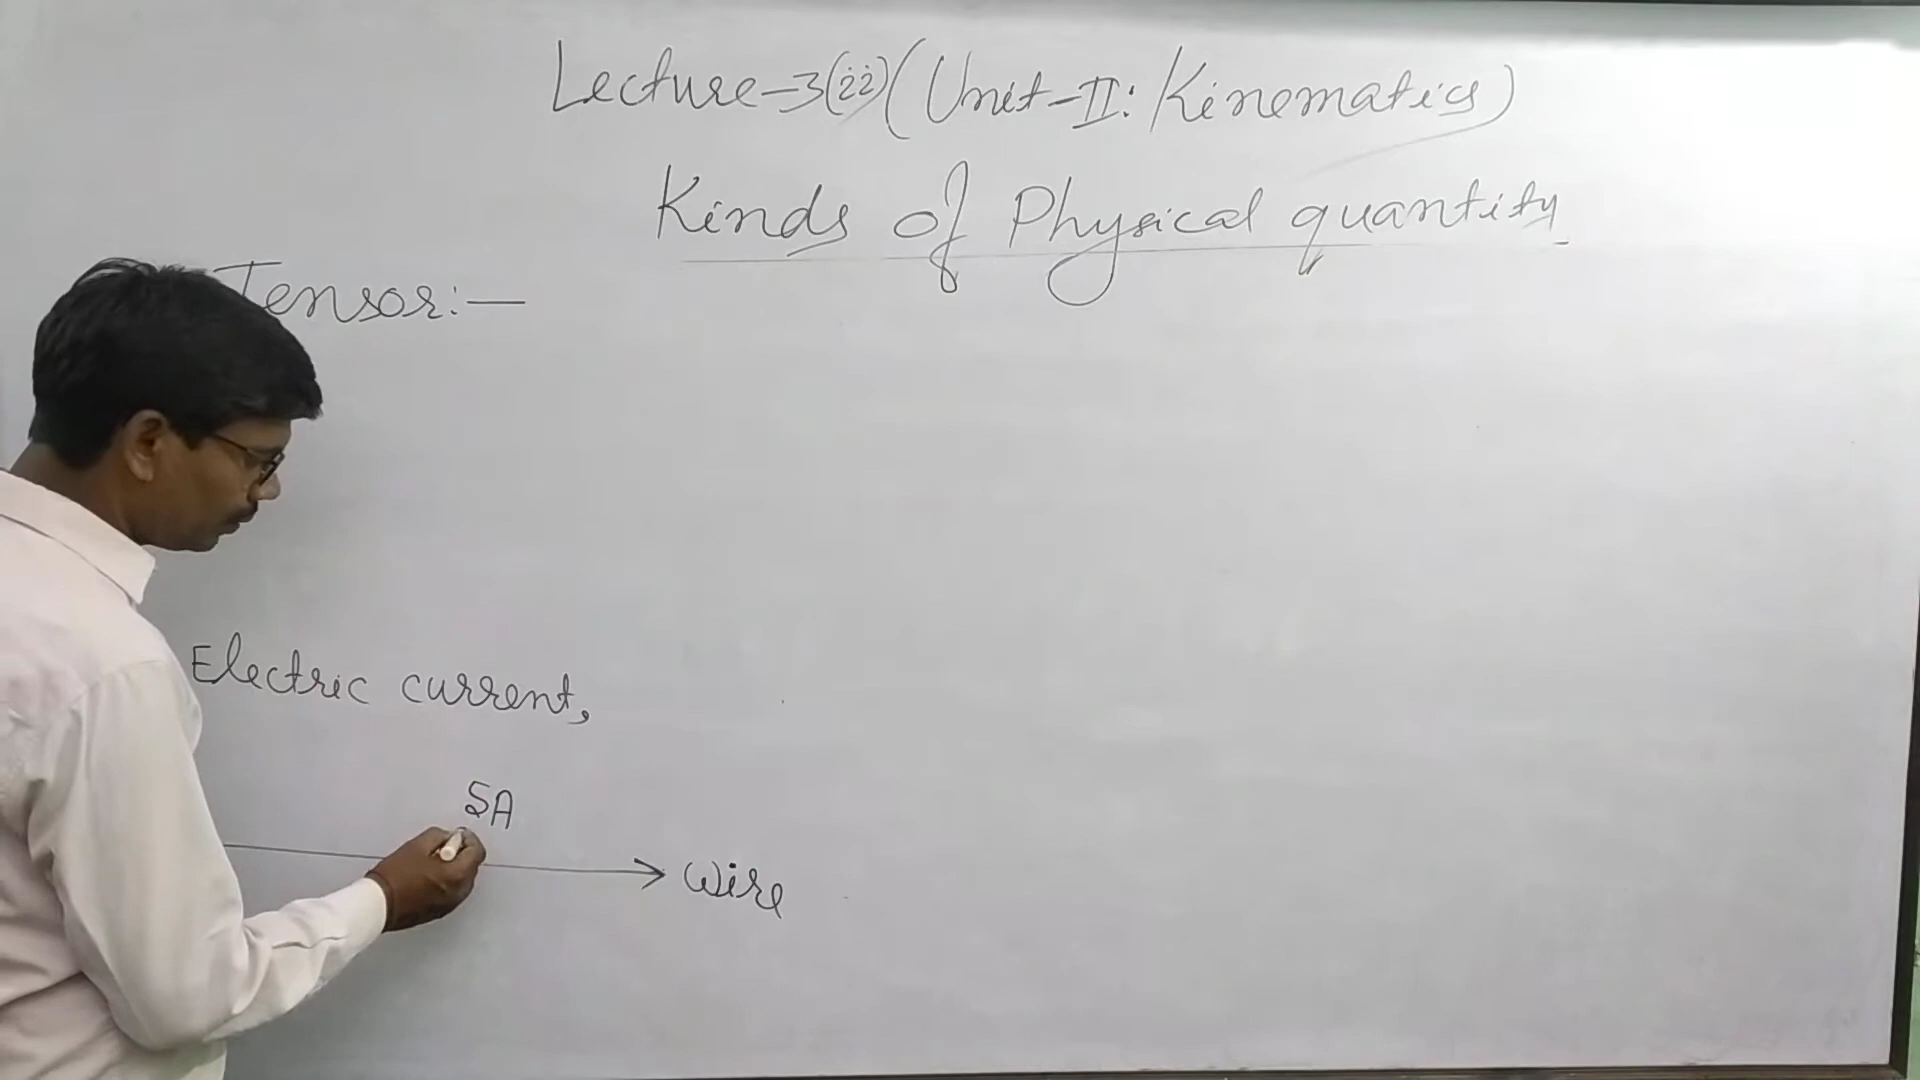 Lecture-3(ii)(Unit-II: Kinematics)
Kinds of Physical quantity
Tensor:-
Electric current,
5A
wire